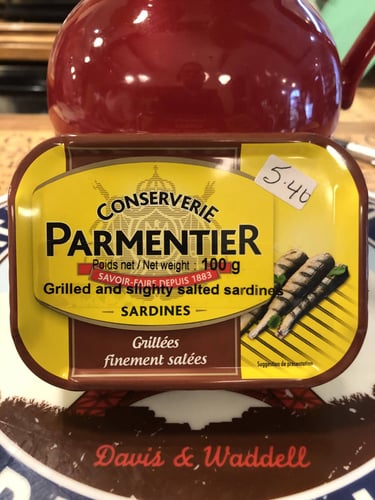 5.40
CONSERVERIE
PARMENTIER
Poids net / Net weight : 100 g
SAVOIR-FAIRE DEPUIS 1883
Grilled and slighty salted sardines
SARDINES
Grillées
finement salées
Suggestion de présentation
Davis & Waddell